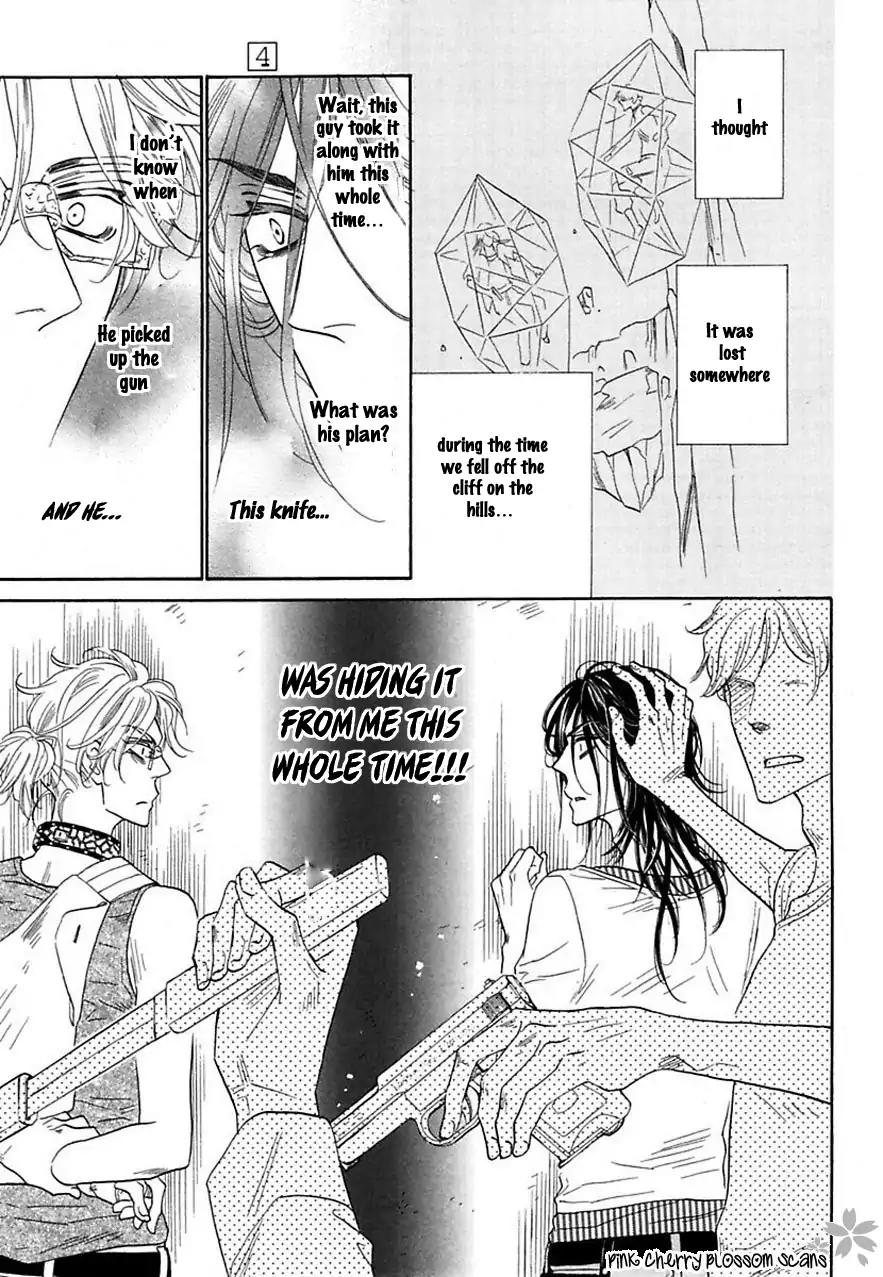 4
I
thought
It was
lost
somewhere
during the time
we fell off the
cliff on the
hills...
Wait, this
guy took it
along with
him this
whole
time...
What was
his plan?
This knife...
I don't
know
when
He picked
up the
gun
AND HE...
WAS HIDING IT
FROM ME THIS
WHOLE TIME!!!
Pink Cherry Blossom Scans